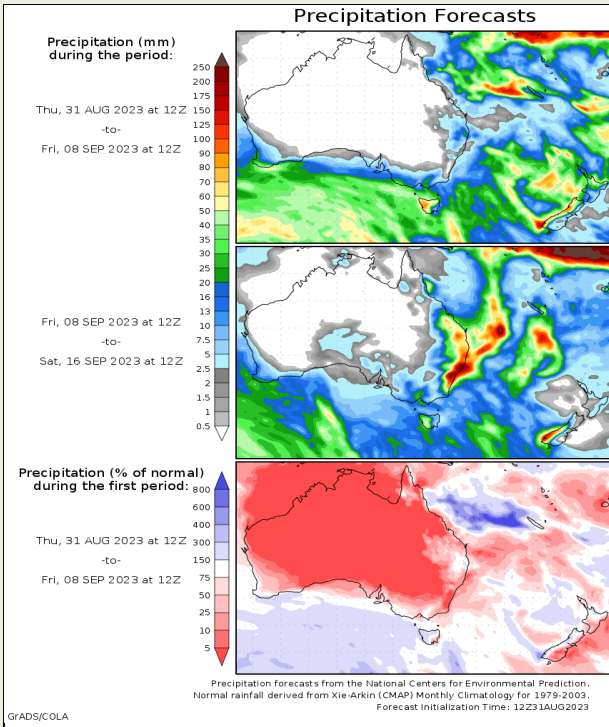 Precipitation Forecasts
Precipitation (mm)
during the period:
Thu, 31 AUG 2023 at 12Z
-to-
Fri, 08 SEP 2023 at 12Z
250
200
175
150
125
100
90
80
70
60
50
40
35
30
25
20
16
13
10
7.5
5
2.5
2
1.5
1
0.5
Fri, 08 SEP 2023 at 12Z
-to-
Sat, 16 SEP 2023 at 12Z
Precipitation (% of normal)
during the first period:
Thu, 31 AUG 2023 at 12Z
-to-
Fri, 08 SEP 2023 at 12Z
800
600
400
300
150
75
50
25
10
5
Precipitation forecasts from the National Centers for Environmental Prediction.
Normal rainfall derived from Xie-Arkin (CMAP) Monthly Climatology for 1979-2003.
Forecast Initialization Time: 12Z31AUG2023
GrADS/COLA